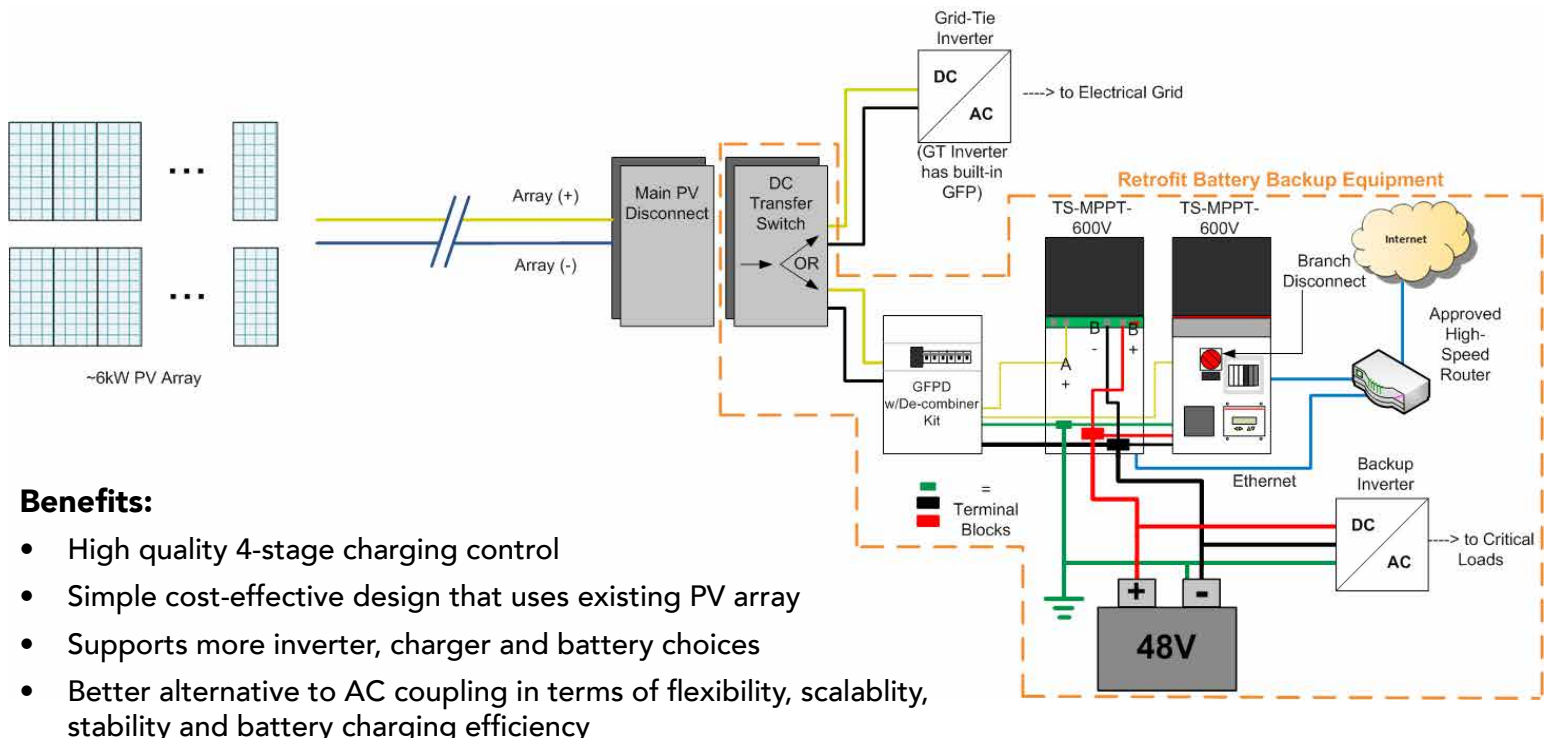 Grid-Tie
Inverter
DC
AC
----> to Electrical Grid
(GT Inverter
has built-in
GFP)
Main PV
Disconnect
DC
Transfer
Switch
OR
Array (+)
Array (-)
~6kW PV Array
Retrofit Battery Backup Equipment
TS-MPPT-
600V
TS-MPPT-
600V
Internet
Branch
Disconnect
Approved
High-
Speed
Router
B
-
B
+
A
+
GFPD
w/De-combiner
Kit
Ethernet
=
Terminal
Blocks
Backup
Inverter
DC
AC
----> to Critical
Loads
+
-
48V
Benefits:
• High quality 4-stage charging control
• Simple cost-effective design that uses existing PV array
• Supports more inverter, charger and battery choices
• Better alternative to AC coupling in terms of flexibility, scalablity,
stability and battery charging efficiency